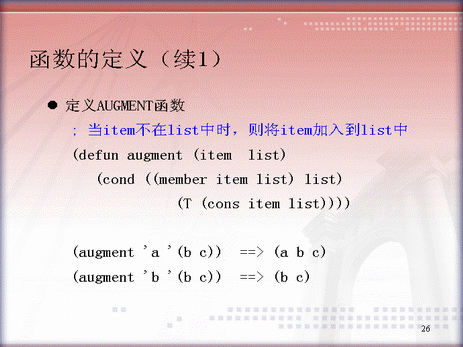 函数的定义（续1）
● 定义AUGMENT函数
; 当item不在list中时，则将item加入到list中
(defun augment (item  list)
(cond ((member item list) list)
(T (cons item list))))
(augment 'a '(b c))  ==> (a b c)
(augment 'b '(b c))  ==> (b c)
26